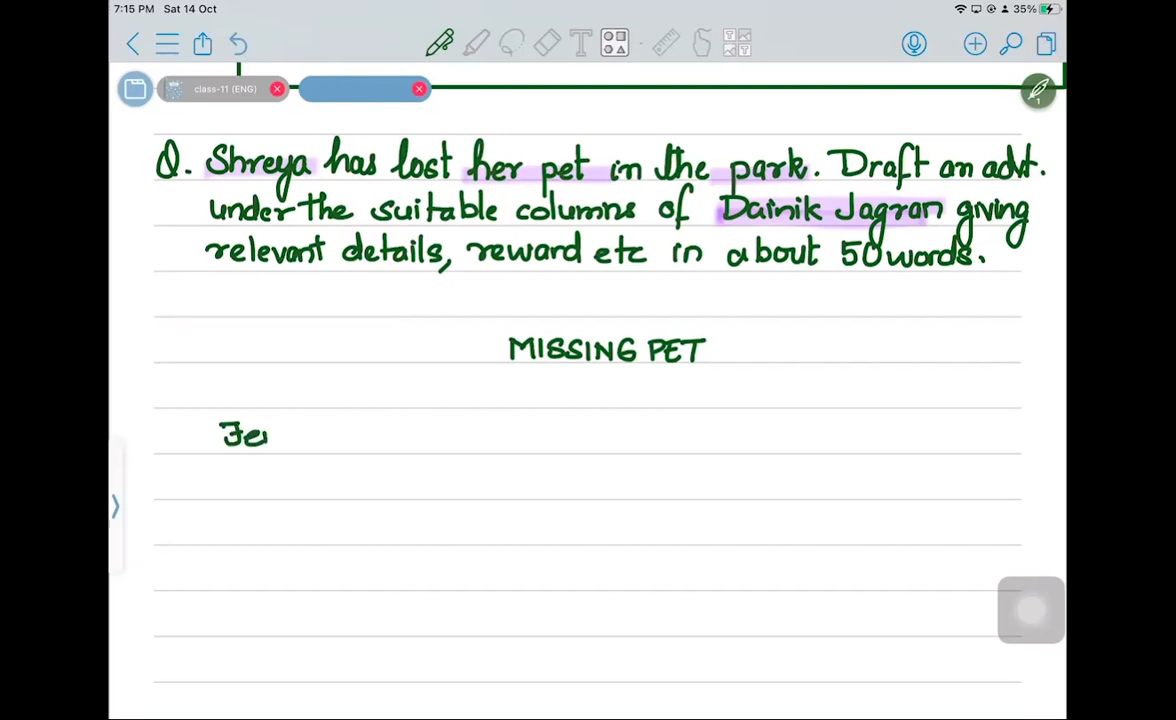 7:15 PM Sat 14 Oct
35%
class-11 (ENG)
1
Q. Shreya has lost her pet in the park. Draft an advt.
under the suitable columns of Dainik Jagran giving
relevant details, reward etc in about 50 words.
MISSING PET
Fe